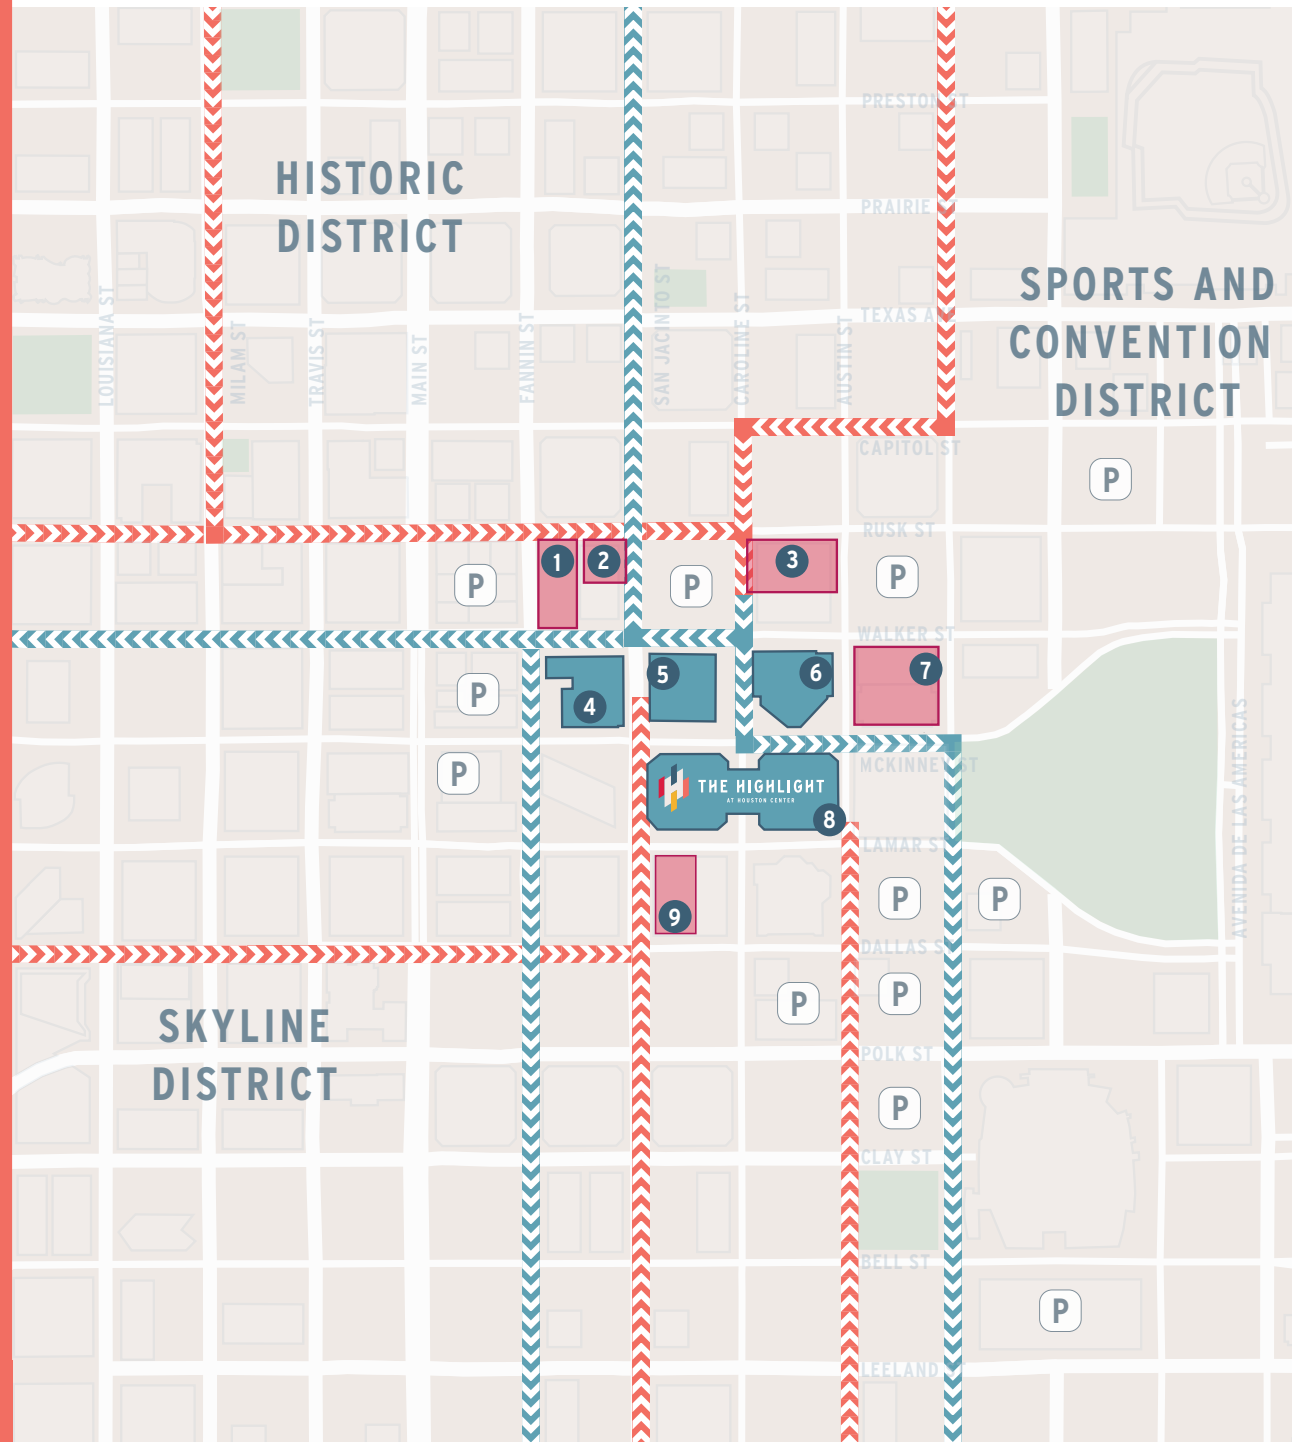 PRESTON ST
HISTORIC
DISTRICT
PRAIRIE ST
SPORTS AND
CONVENTION
DISTRICT
TEXAS AVE
LOUISIANA ST
MILAM ST
TRAVIS ST
MAIN ST
FANNIN ST
SAN JACINTO ST
CAROLINE ST
AUSTIN ST
CAPITOL ST
P
RUSK ST
1
2
3
P
P
P
WALKER ST
4
5
6
7
P
P
MCKINNEY ST
THE HIGHLIGHT
AT HOUSTON CENTER
8
AVENIDA DE LAS AMERICAS
LAMAR ST
9
P
P
DALLAS S
P
P
SKYLINE
DISTRICT
POLK ST
P
CLAY ST
BELL ST
P
LEELAND